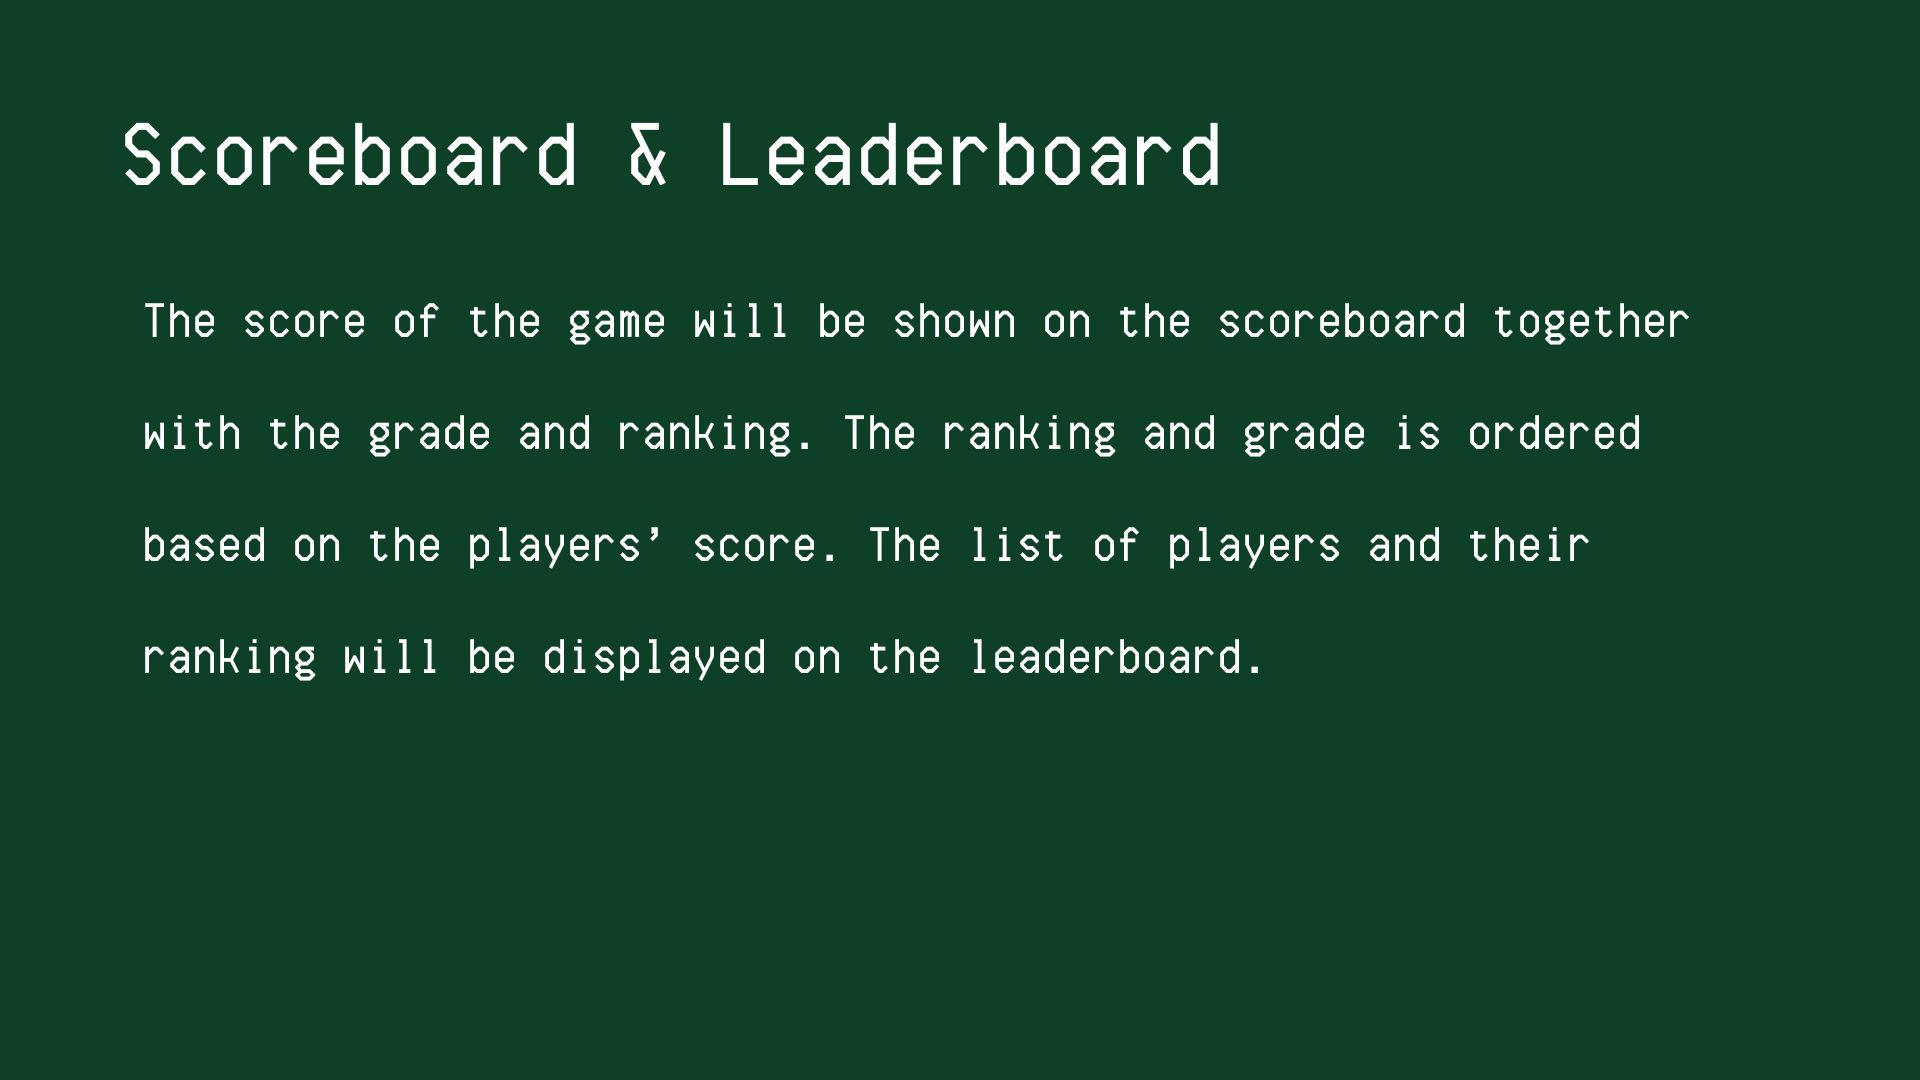 Scoreboard & Leaderboard
The score of the game will be shown on the scoreboard together
with the grade and ranking. The ranking and grade is ordered
based on the players’ score. The list of players and their
ranking will be displayed on the leaderboard.